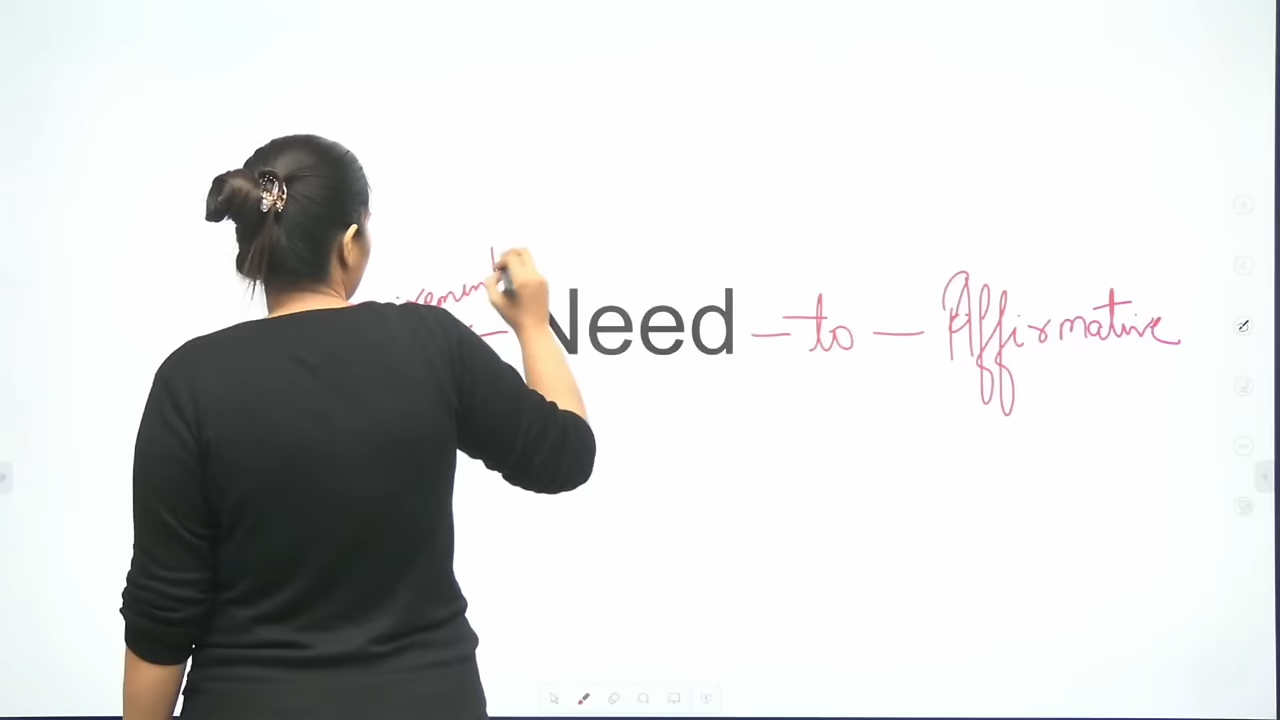 Need – to – Affirmative